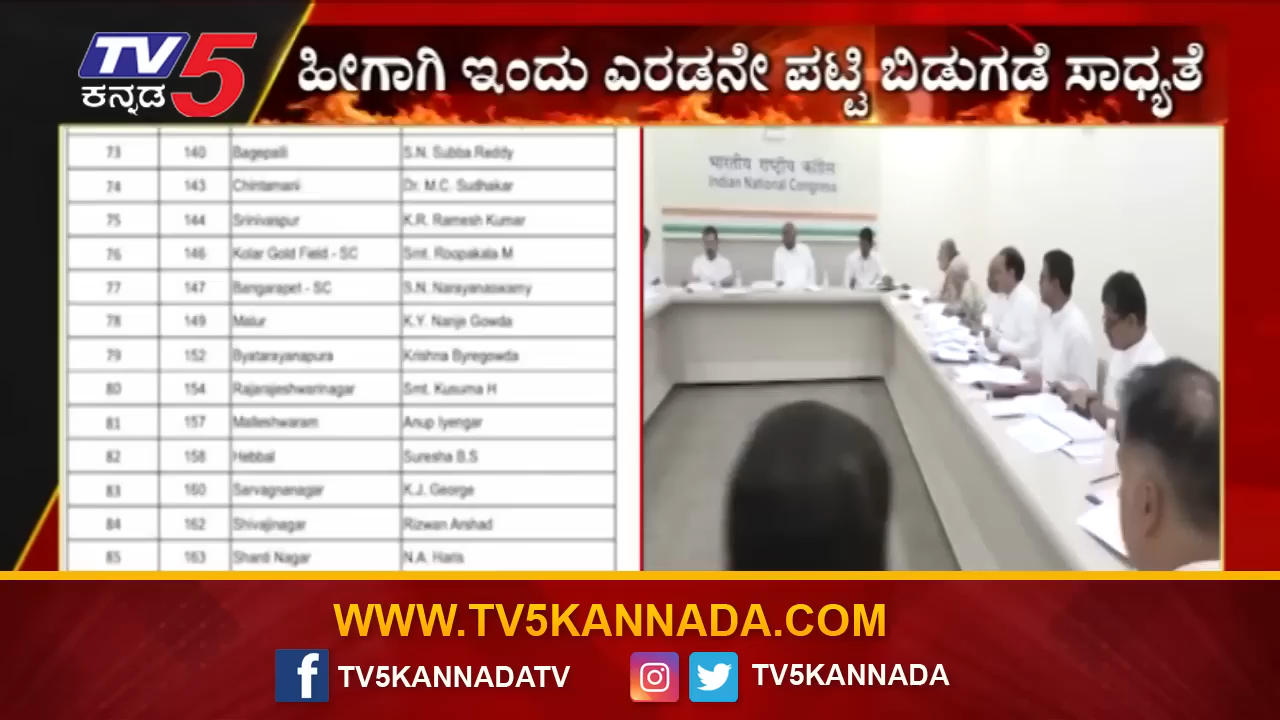 TV5
ಕನ್ನಡ
ಹೀಗಾಗಿ ಇಂದು ಎರಡನೇ ಪಟ್ಟಿ ಬಿಡುಗಡೆ ಸಾಧ್ಯತೆ
73 140 Bagepalli S.N. Subba Reddy
74 143 Chintamani Dr. M.C. Sudhakar
75 144 Srinivaspur K.R. Ramesh Kumar
76 146 Kolar Gold Field - SC Smt. Roopakala M
77 147 Bangarapet - SC S.N. Narayanaswamy
78 149 Malur K.Y. Nanje Gowda
79 152 Byatarayanapura Krishna Byregowda
80 154 Rajarajeshwarinagar Smt. Kusuma H
81 157 Malleshwaram Anup Iyengar
82 158 Hebbal Suresha B.S
83 160 Sarvagnanagar K.J. George
84 162 Shivajinagar Rizwan Arshad
85 163 Shanti Nagar N.A. Haris
भारतीय राष्ट्रीय कांग्रेस
Indian National Congress
WWW.TV5KANNADA.COM
TV5KANNADATV
TV5KANNADA